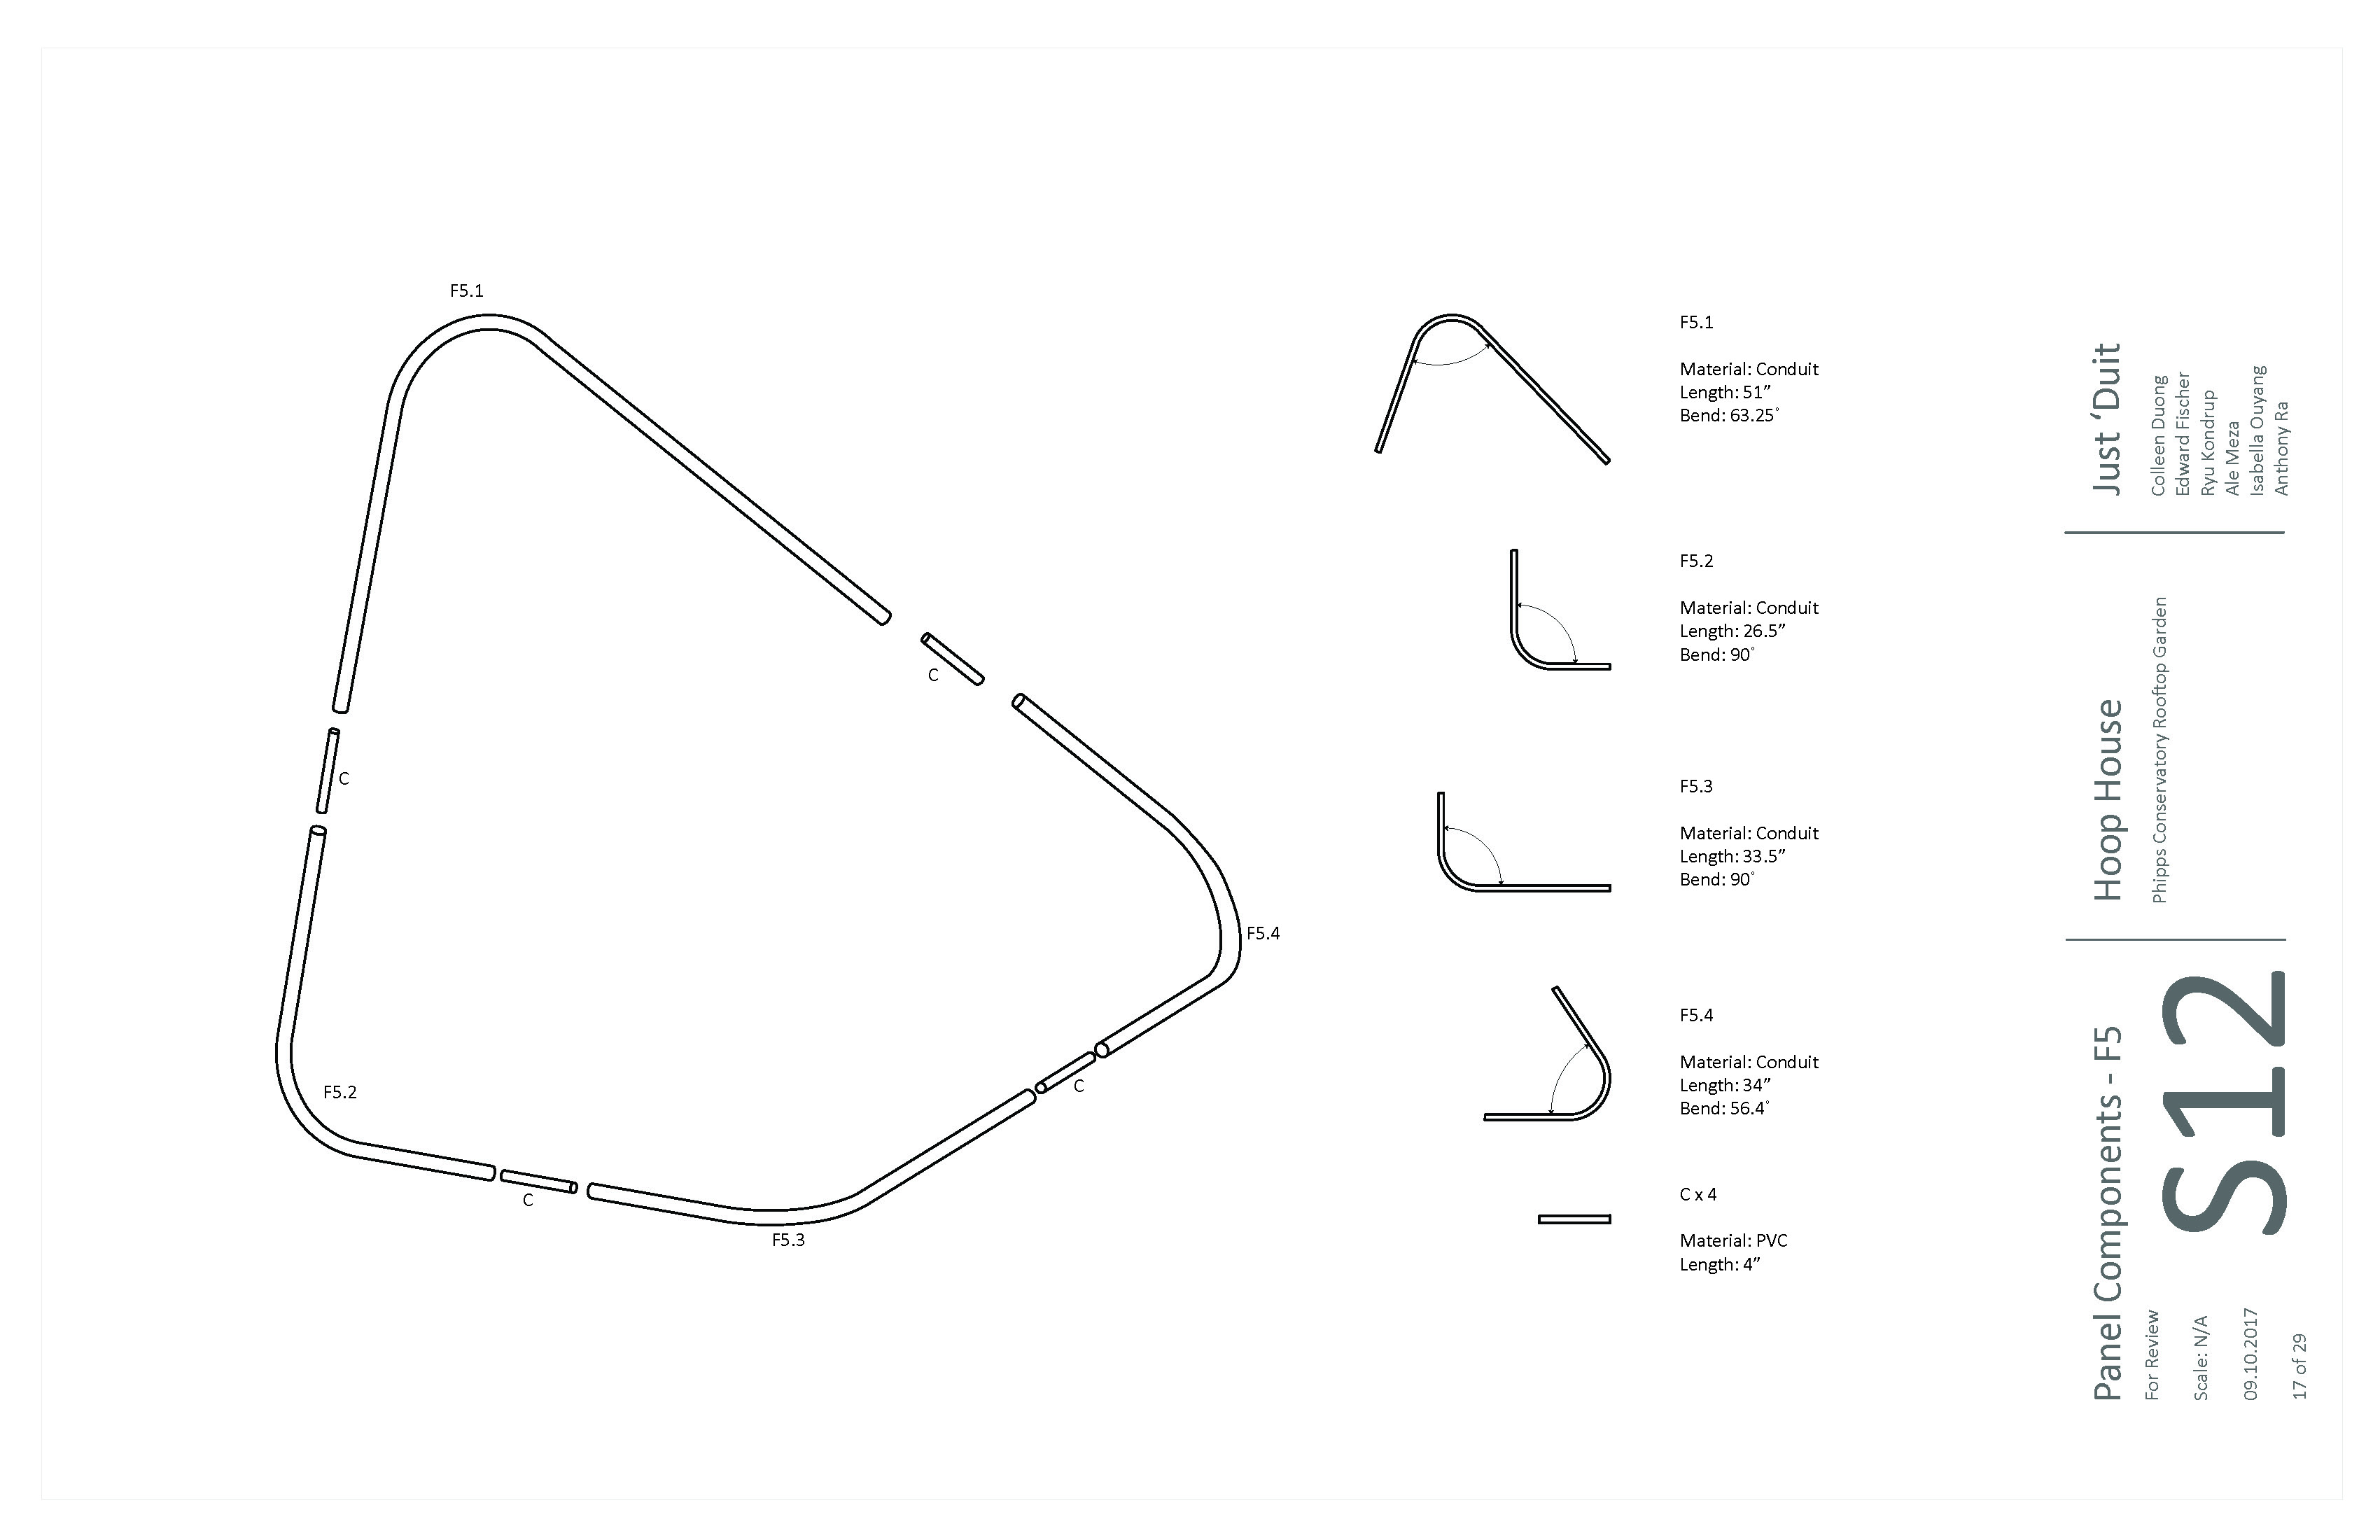 F5.1
C
C
F5.4
F5.2
C
C
F5.3
F5.1
Material: Conduit
Length: 51”
Bend: 63.25˚
F5.2
Material: Conduit
Length: 26.5”
Bend: 90˚
F5.3
Material: Conduit
Length: 33.5”
Bend: 90˚
F5.4
Material: Conduit
Length: 34”
Bend: 56.4˚
C x 4
Material: PVC
Length: 4”
Just ‘Duit
Colleen Duong
Edward Fischer
Ryu Kondrup
Ale Meza
Isabella Ouyang
Anthony Ra
Hoop House
Phipps Conservatory Rooftop Garden
Panel Components - F5
For Review
Scale: N/A
09.10.2017
17 of 29
S12